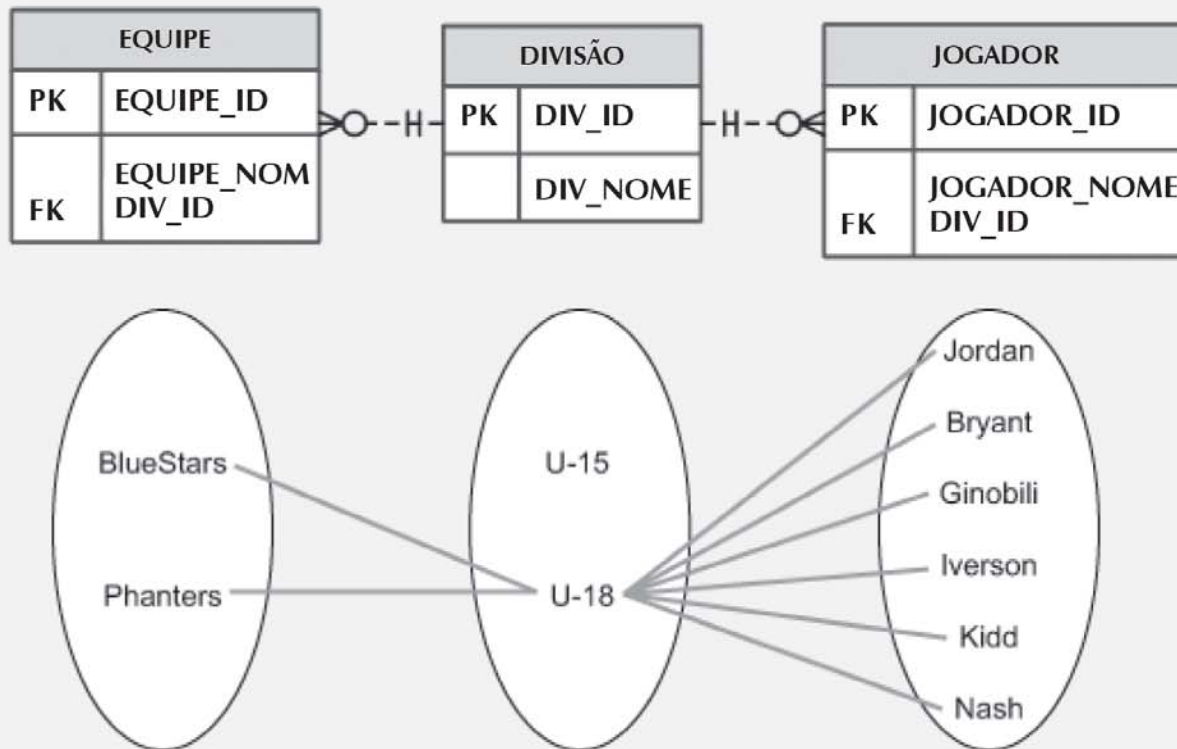 EQUIPE
PK EQUIPE_ID
EQUIPE_NOM
FK DIV_ID
DIVISÃO
PK DIV_ID
DIV_NOME
JOGADOR
PK JOGADOR_ID
JOGADOR_NOME
FK DIV_ID
BlueStars
Phanters
U-15
U-18
Jordan
Bryant
Ginobili
Iverson
Kidd
Nash